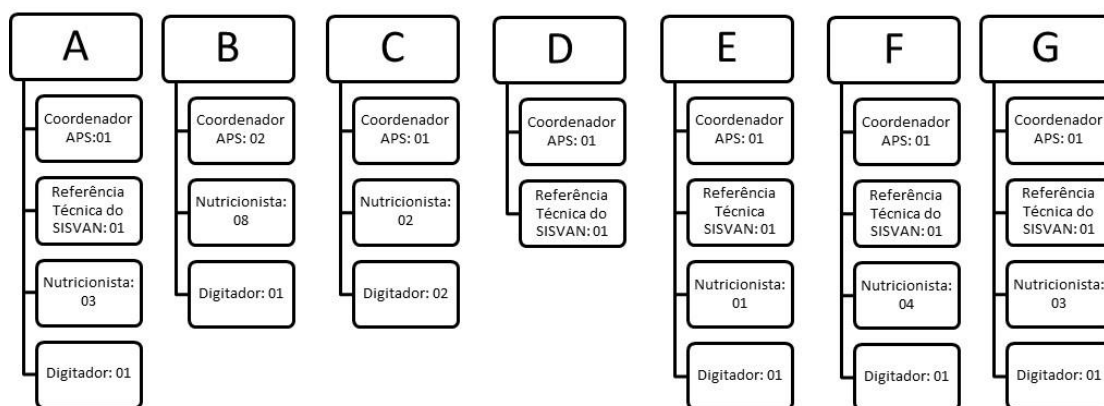 A
Coordenador
APS:01
Referência
Técnica do
SISVAN: 01
Nutricionista:
03
Digitador: 01
B
Coordenador
APS: 02
Nutricionista:
08
Digitador: 01
C
Coordenador
APS: 01
Nutricionista:
02
Digitador: 02
D
Coordenador
APS: 01
Referência
Técnica do
SISVAN: 01
E
Coordenador
APS: 01
Referência
Técnica
SISVAN: 01
Nutricionista:
01
Digitador: 01
F
Coordenador
APS: 01
Referência
Técnica do
SISVAN: 01
Nutricionista:
04
Digitador: 01
G
Coordenador
APS: 01
Referência
Técnica do
SISVAN: 01
Nutricionista:
03
Digitador: 01